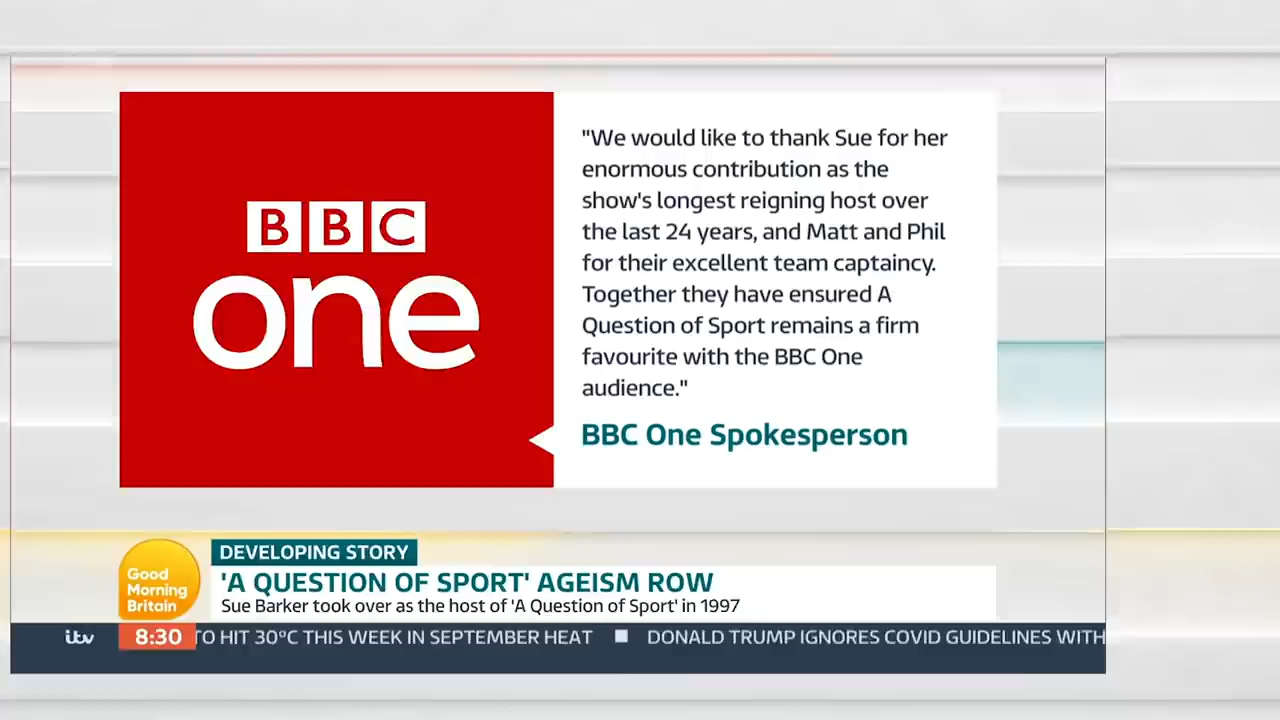 BBC
one
"We would like to thank Sue for her
enormous contribution as the
show's longest reigning host over
the last 24 years, and Matt and Phil
for their excellent team captaincy.
Together they have ensured A
Question of Sport remains a firm
favourite with the BBC One
audience."
BBC One Spokesperson
DEVELOPING STORY
Good
Morning
Britain
'A QUESTION OF SPORT' AGEISM ROW
Sue Barker took over as the host of 'A Question of Sport' in 1997
itv 8:30 TO HIT 30°C THIS WEEK IN SEPTEMBER HEAT ■ DONALD TRUMP IGNORES COVID GUIDELINES WITH